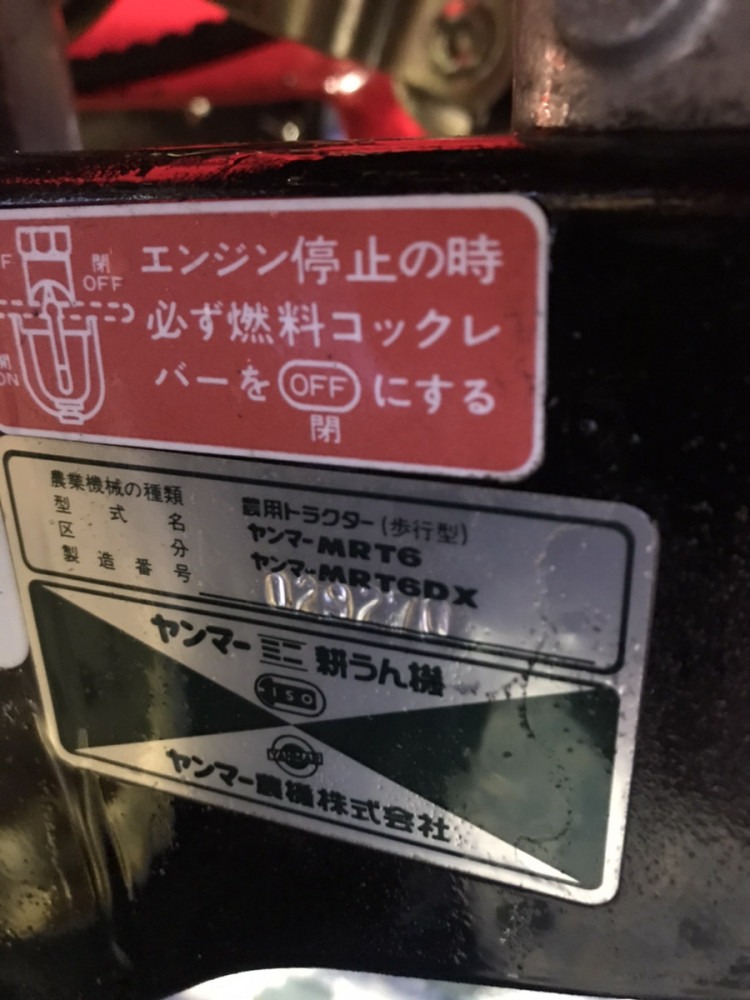 閉
OFF
エンジン停止の時
必ず燃料コックレ
バーを OFF にする
閉
農業機械の種類 農用トラクター(歩行型)
型式名 ヤンマーMRT6
区分 ヤンマーMRT6DX
製造番号
ヤンマーミニ耕うん機
ヤンマー農機株式会社